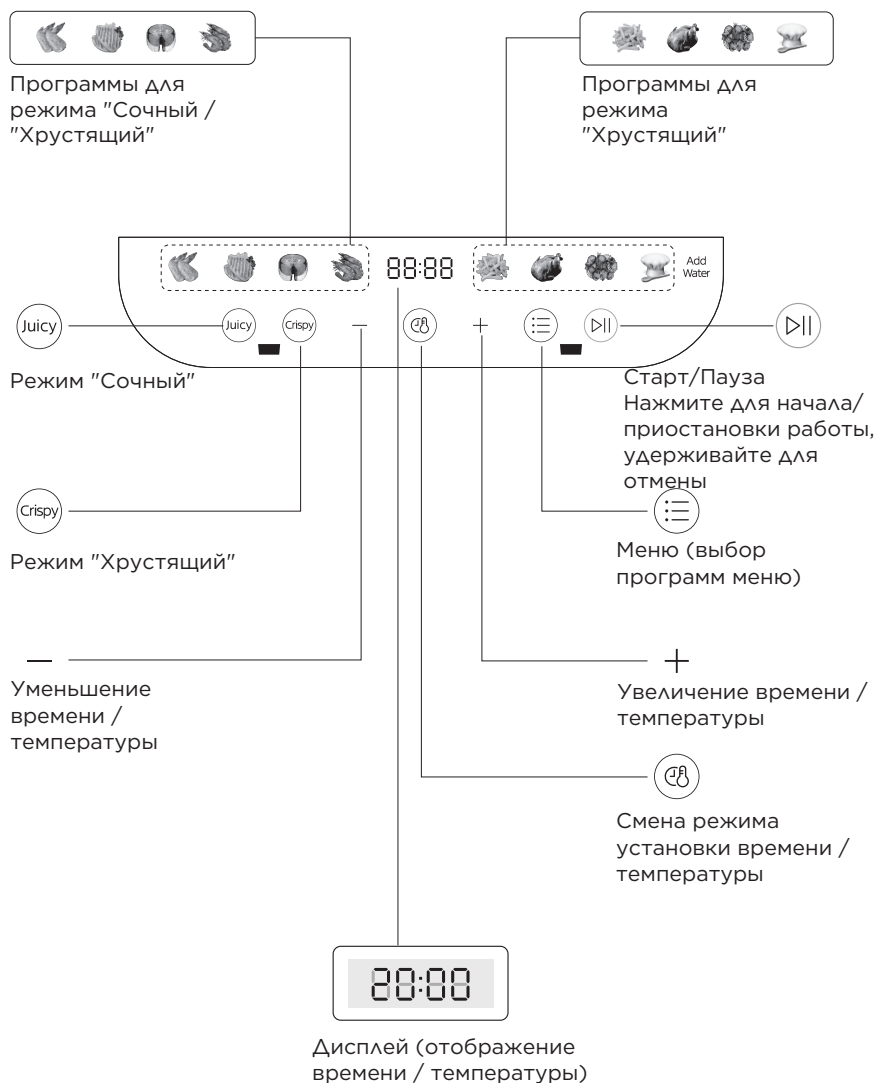 Программы для
режима "Сочный /
"Хрустящий"
Программы для
режима
"Хрустящий"
88:88
Add
Water
Juicy
Juicy
Crispy
Режим "Сочный"
Старт/Пауза
Нажмите для начала/
приостановки работы,
удерживайте для
отмены
Crispy
Режим "Хрустящий"
Меню (выбор
программ меню)
Уменьшение
времени /
температуры
Увеличение времени /
температуры
Смена режима
установки времени /
температуры
20:00
Дисплей (отображение
времени / температуры)